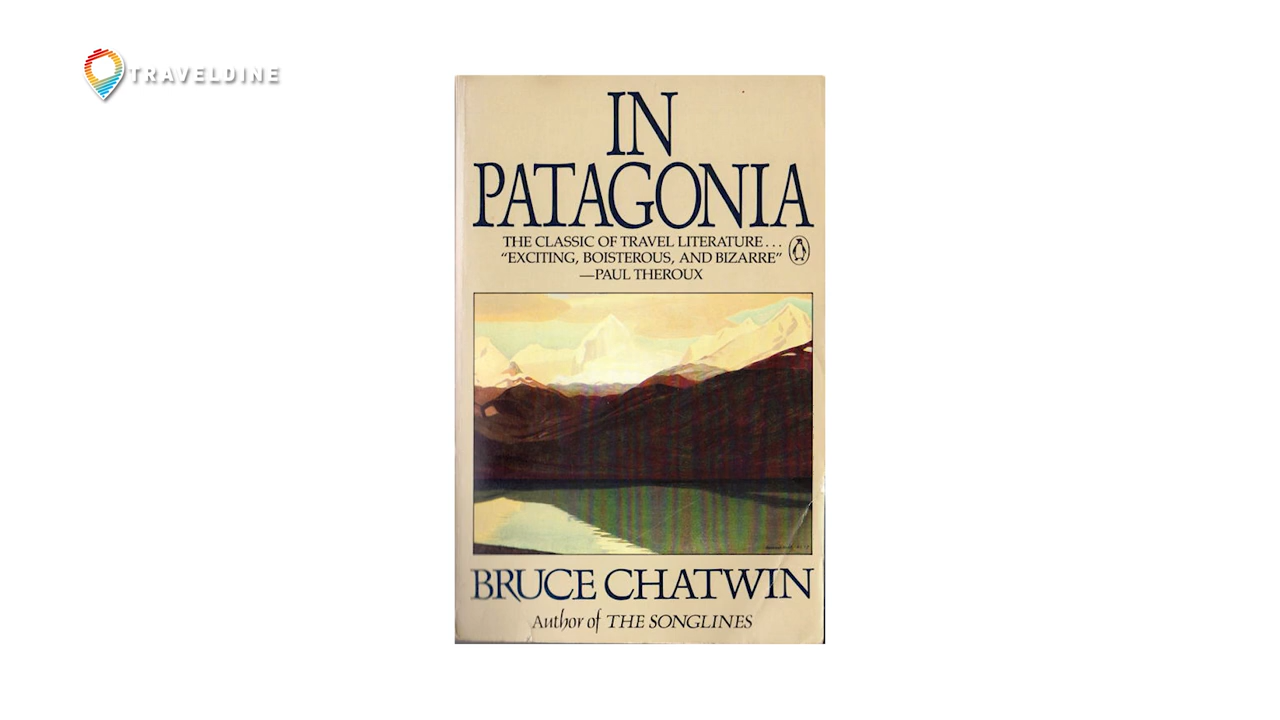 TRAVELDINE
IN
PATAGONIA
THE CLASSIC OF TRAVEL LITERATURE...
“EXCITING, BOISTEROUS, AND BIZARRE”
—PAUL THEROUX
BRUCE CHATWIN
Author of THE SONGLINES